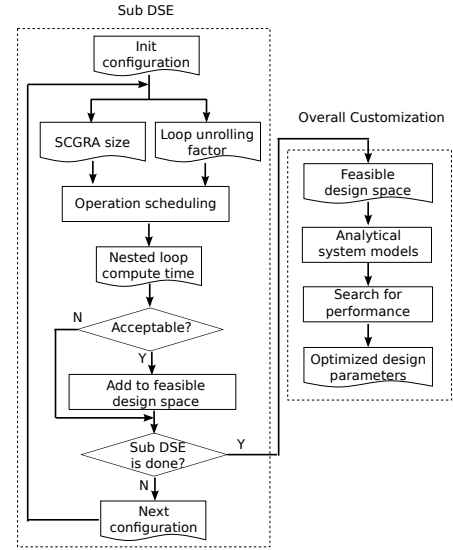 Sub DSE
Init
configuration
SCGRA size
Loop unrolling
factor
Operation scheduling
Nested loop
compute time
N
Acceptable?
Y
Add to feasible
design space
Sub DSE
is done?
Y
N
Next
configuration
Overall Customization
Feasible
design space
Analytical
system models
Search for
performance
Optimized design
parameters